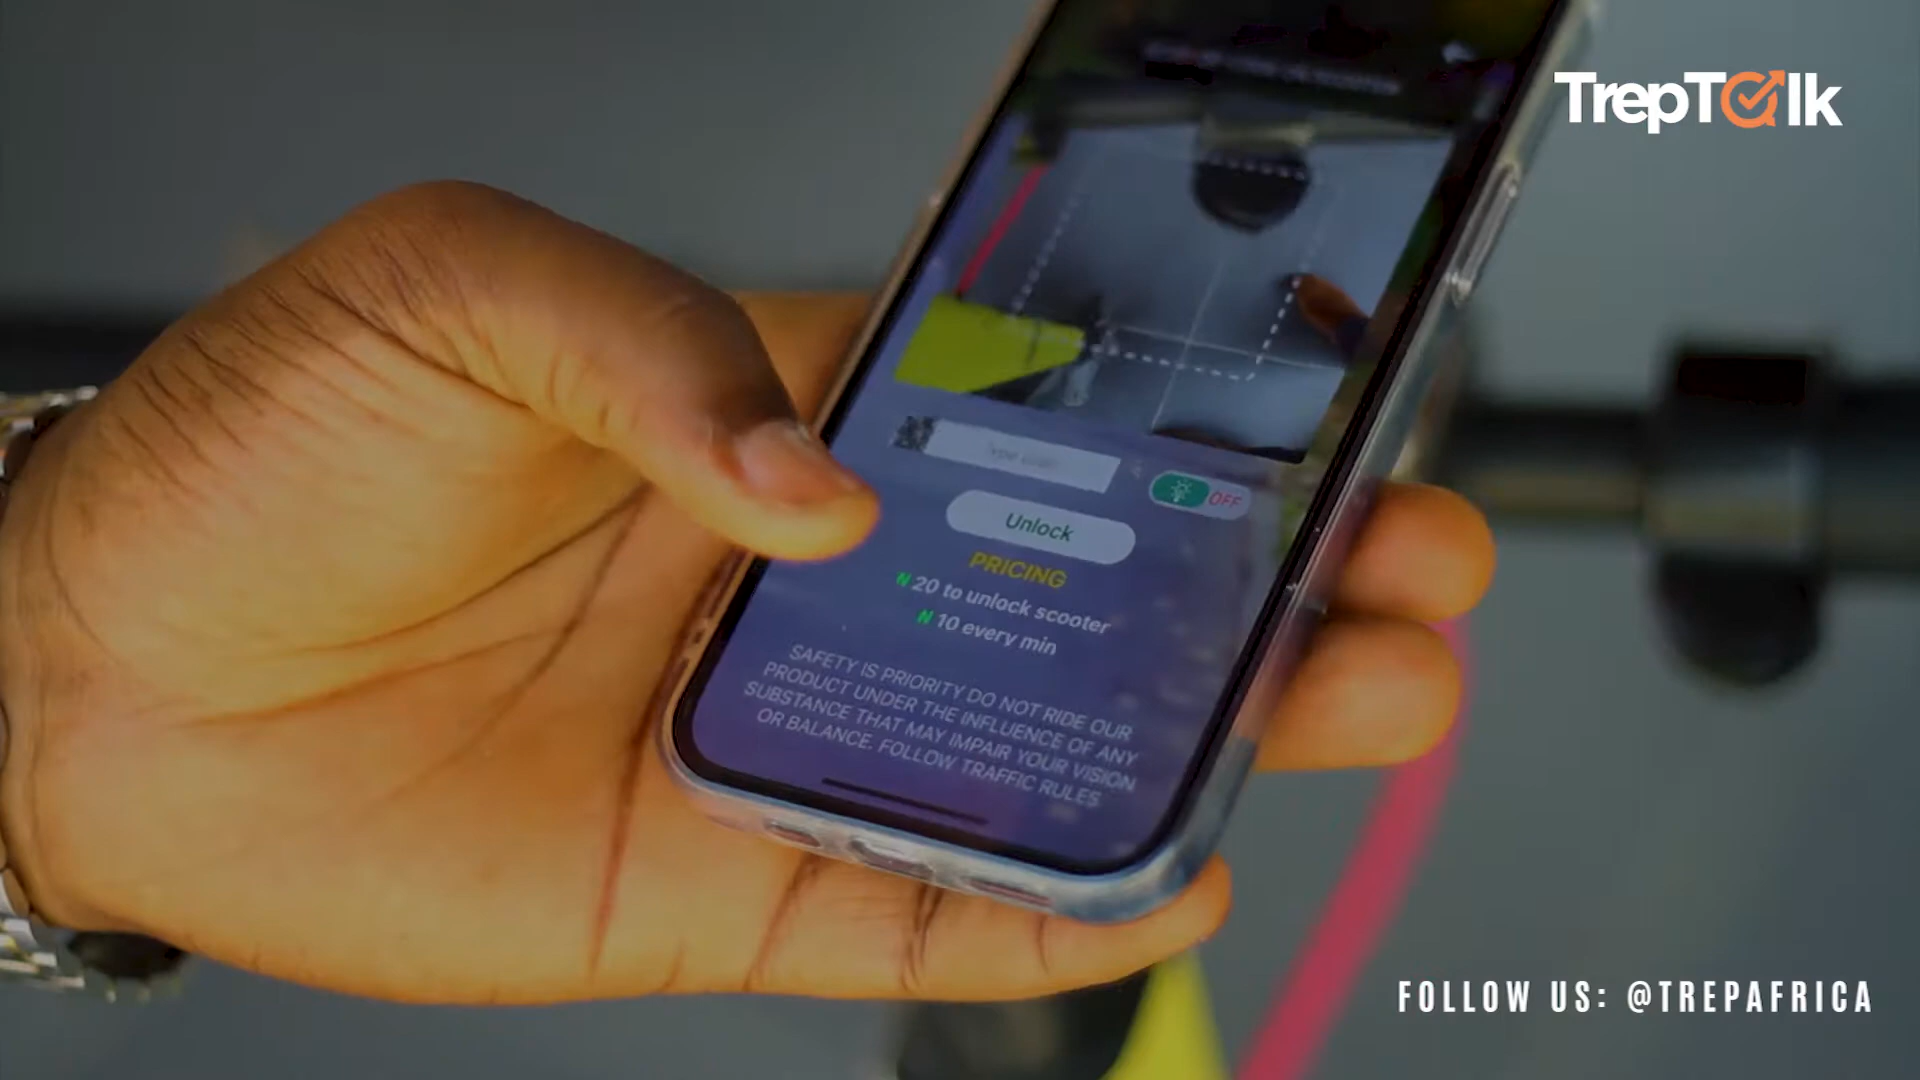 TrepTalk
Unlock
OFF
PRICING
₦ 20 to unlock scooter
₦ 10 every min
SAFETY IS PRIORITY DO NOT RIDE OUR
PRODUCT UNDER THE INFLUENCE OF ANY
SUBSTANCE THAT MAY IMPAIR YOUR VISION
OR BALANCE. FOLLOW TRAFFIC RULES
FOLLOW US: @TREPAFRICA